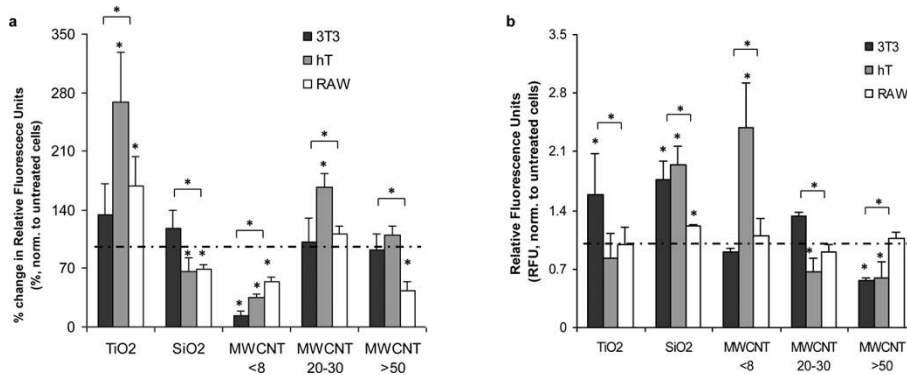 a
350
280
210
140
70
0
% change in Relative Fluorescece Units
(%, norm. to untreated cells)
* * * * * * * * * * * * * *
3T3
hT
RAW
TiO2 SiO2 MWCNT MWCNT MWCNT
<8 20-30 >50
b
3.5
2.8
2.1
1.4
0.7
0
Relative Fluorescence Units
(RFU, norm. to untreated cells)
* * * * * * * * * * * * *
3T3
hT
RAW
TiO2 SiO2 MWCNT MWCNT MWCNT
<8 20-30 >50